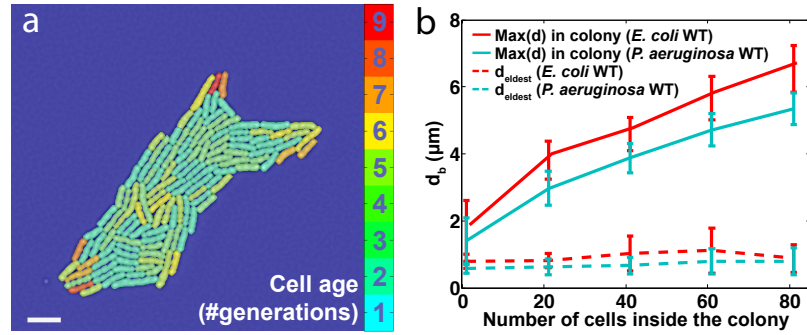 a
Cell age
(#generations)
9
8
7
6
5
4
3
2
1
b
Max(d) in colony (E. coli WT)
Max(d) in colony (P. aeruginosa WT)
d_eldest (E. coli WT)
d_eldest (P. aeruginosa WT)
d_b (µm)
8
6
4
2
0
0
20
40
60
80
Number of cells inside the colony